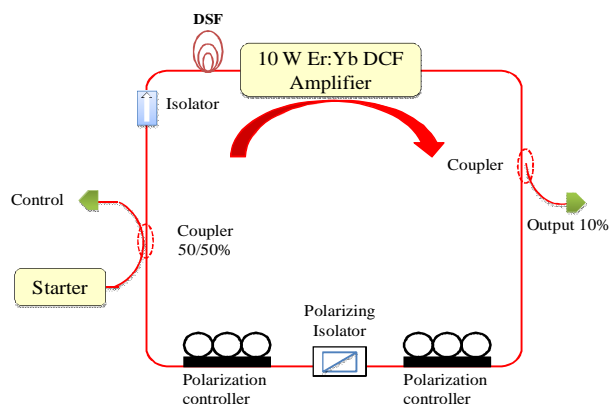 DSF
10 W Er:Yb DCF
Amplifier
Isolator
Coupler
Control
Output 10%
Coupler
50/50%
Starter
Polarizing
Isolator
Polarization
controller
Polarization
controller